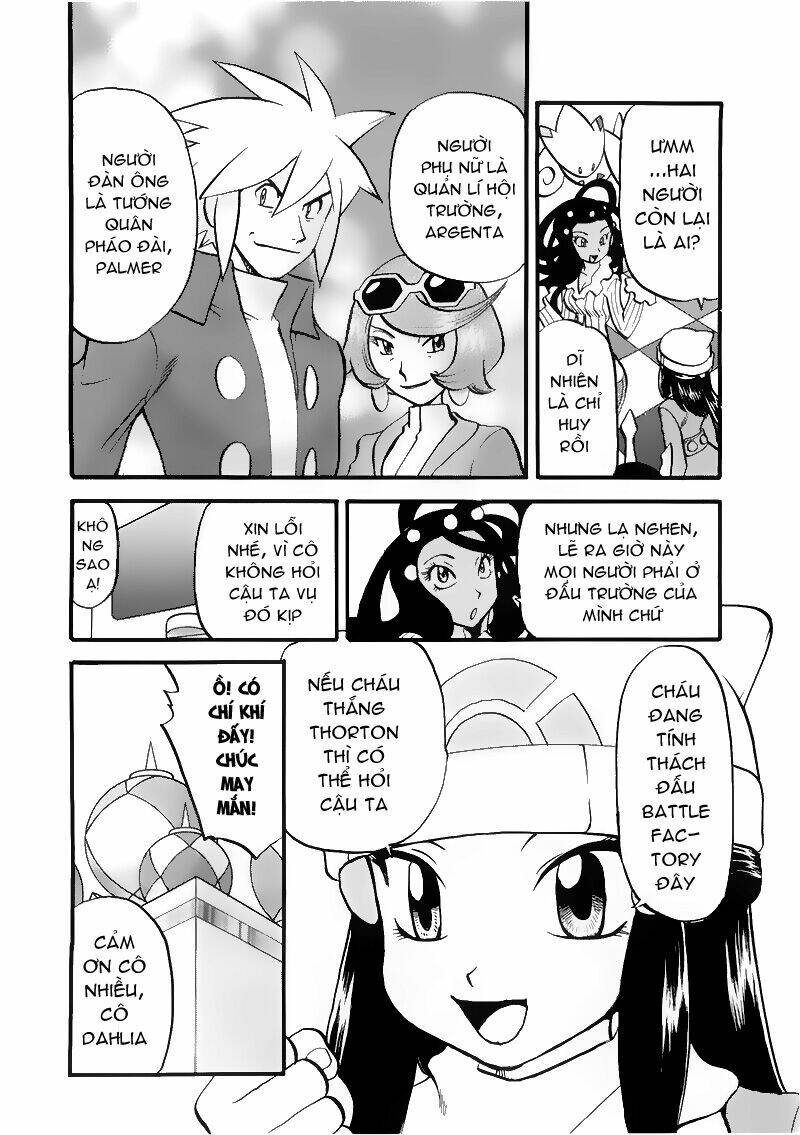 ƯMM
...HAI
NGƯỜI
CÒN LẠI
LÀ AI?
DĨ
NHIÊN
LÀ CHỈ
HUY
RỒI
NGƯỜI
PHỤ NỮ LÀ
QUẢN LÍ HỘI
TRƯỜNG,
ARGENTA
NGƯỜI
ĐÀN ÔNG
LÀ TƯỚNG
QUÂN
PHÁO ĐÀI,
PALMER
NHƯNG LẠ NGHEN,
LẼ RA GIỜ NÀY
MỌI NGƯỜI PHẢI Ở
ĐẤU TRƯỜNG CỦA
MÌNH CHỨ
XIN LỖI
NHÉ, VÌ CÔ
KHÔNG HỎI
CẬU TA VỤ
ĐÓ KỊP
KHÔ
NG
SAO
Ạ!
CHÁU
ĐANG
TÍNH
THÁCH
ĐẤU
BATTLE
FAC-
TORY
ĐÂY
NẾU CHÁU
THẮNG
THORTON
THÌ CÓ
THỂ HỎI
CẬU TA
Ồ! CÓ
CHÍ KHÍ
ĐẤY!
CHÚC
MAY
MẮN!
CẢM
ƠN CÔ
NHIỀU,
CÔ
DAHLIA